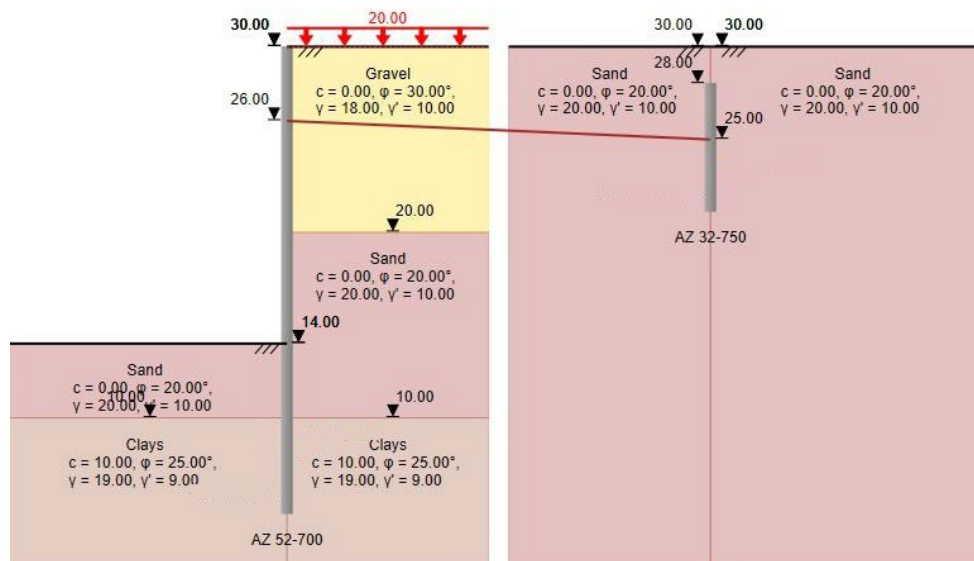 20.00
30.00
Gravel
c = 0.00, φ = 30.00°,
γ = 18.00, γ' = 10.00
26.00
20.00
Sand
c = 0.00, φ = 20.00°,
γ = 20.00, γ' = 10.00
14.00
Sand
c = 0.00, φ = 20.00°,
γ = 20.00, γ' = 10.00
10.00
10.00
Clays
c = 10.00, φ = 25.00°,
γ = 19.00, γ' = 9.00
Clays
c = 10.00, φ = 25.00°,
γ = 19.00, γ' = 9.00
AZ 52-700
30.00
30.00
Sand
c = 0.00, φ = 20.00°,
γ = 20.00, γ' = 10.00
28.00
Sand
c = 0.00, φ = 20.00°,
γ = 20.00, γ' = 10.00
25.00
AZ 32-750